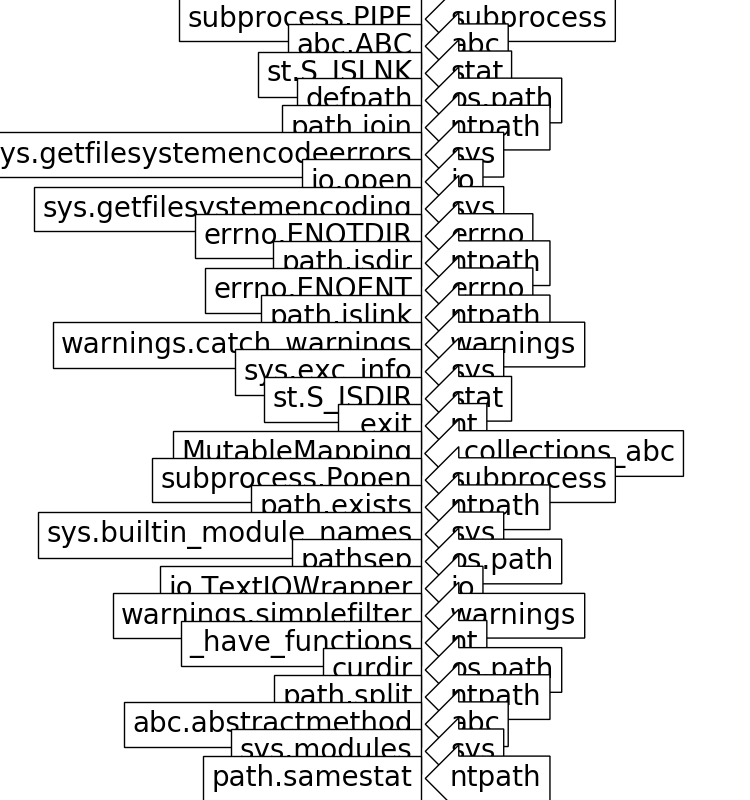 subprocess.PIPE subprocess
abc.ABC abc
st.S_ISLNK stat
defpath os.path
path.join ntpath
ys.getfilesystemencodeerrors sys
io.open io
sys.getfilesystemencoding sys
errno.ENOTDIR errno
path.isdir ntpath
errno.ENOENT errno
path.islink ntpath
warnings.catch_warnings warnings
sys.exc_info sys
st.S_ISDIR stat
exit nt
MutableMapping _collections_abc
subprocess.Popen subprocess
path.exists ntpath
sys.builtin_module_names sys
pathsep os.path
io.TextIOWrapper io
warnings.simplefilter warnings
_have_functions nt
curdir os.path
path.split ntpath
abc.abstractmethod abc
sys.modules sys
path.samestat ntpath